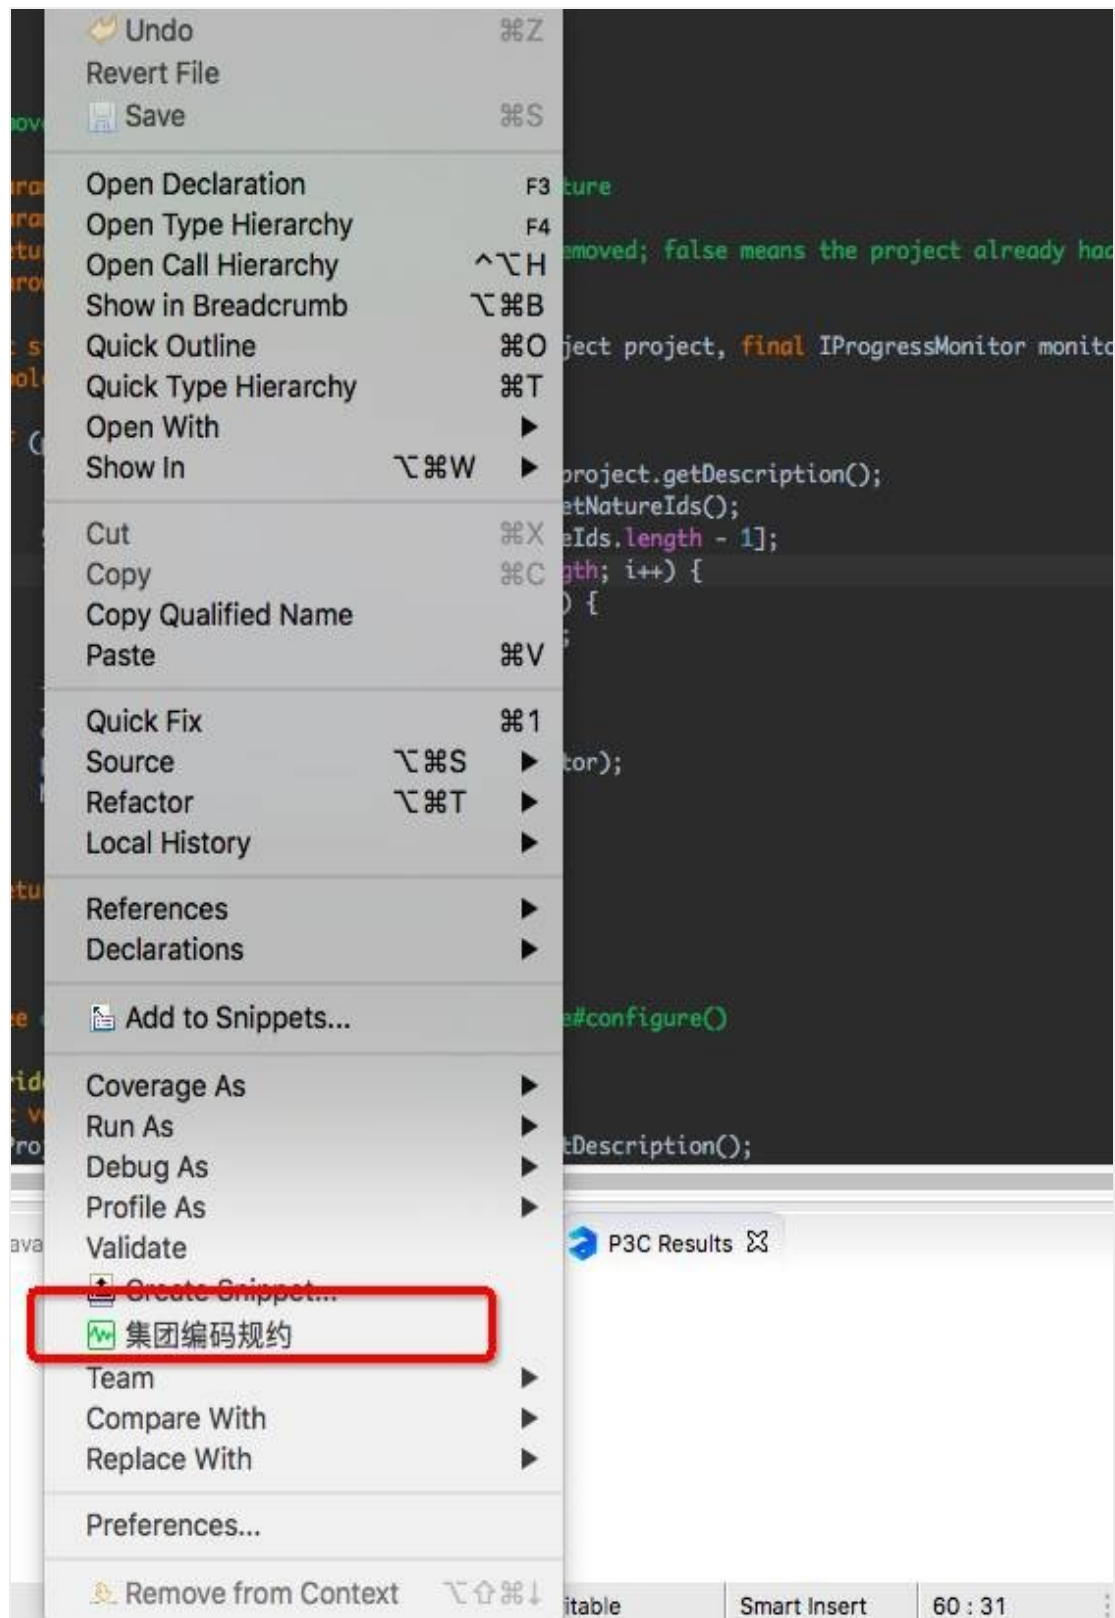 Undo ⌘Z
Revert File
Save ⌘S
Open Declaration F3 ture
Open Type Hierarchy F4
emoved; false means the project already had
Open Call Hierarchy ^⌥H
Show in Breadcrumb ⌥⌘B
Quick Outline ⌘O ject project, final IProgressMonitor monito
Quick Type Hierarchy ⌘T
Open With ▶
Show In ⌥⌘W ▶ project.getDescription();
etNatureIds();
Cut ⌘X eIds.length - 1];
Copy ⌘C gth; i++) {
Copy Qualified Name ) {
Paste ⌘V ;
Quick Fix ⌘1
Source ⌥⌘S ▶ tor);
Refactor ⌥⌘T ▶
Local History ▶
References ▶
Declarations ▶
Add to Snippets... e#configure()
Coverage As ▶
Run As ▶
tDescription();
Debug As ▶
Profile As ▶
Validate
P3C Results
Create Snippet...
集团编码规约
Team ▶
Compare With ▶
Replace With ▶
Preferences...
Remove from Context ⌥⇧⌘↓
itable Smart Insert 60 : 31